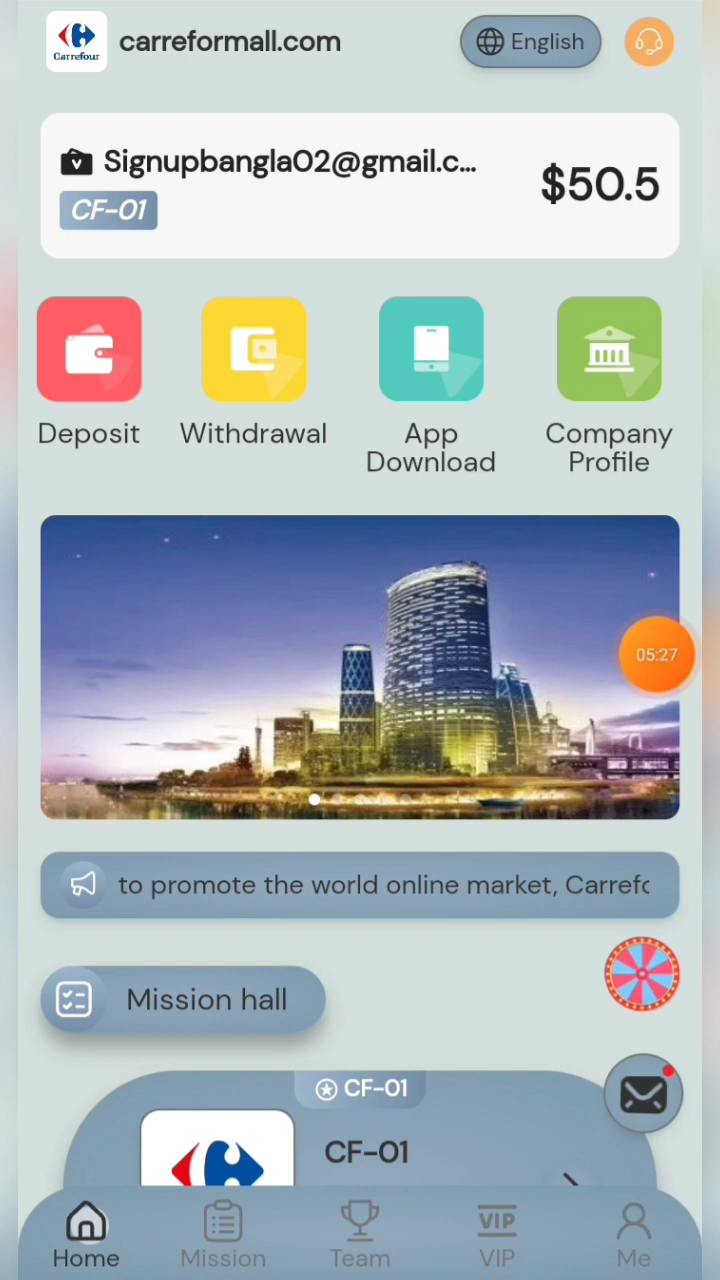 Carrefour
carreformall.com
English
Signupbangla02@gmail.c...
CF-01
$50.5
Deposit
Withdrawal
App
Download
Company
Profile
05:27
to promote the world online market, Carrefo
Mission hall
CF-01
CF-01
Home
Mission
Team
VIP
VIP
Me